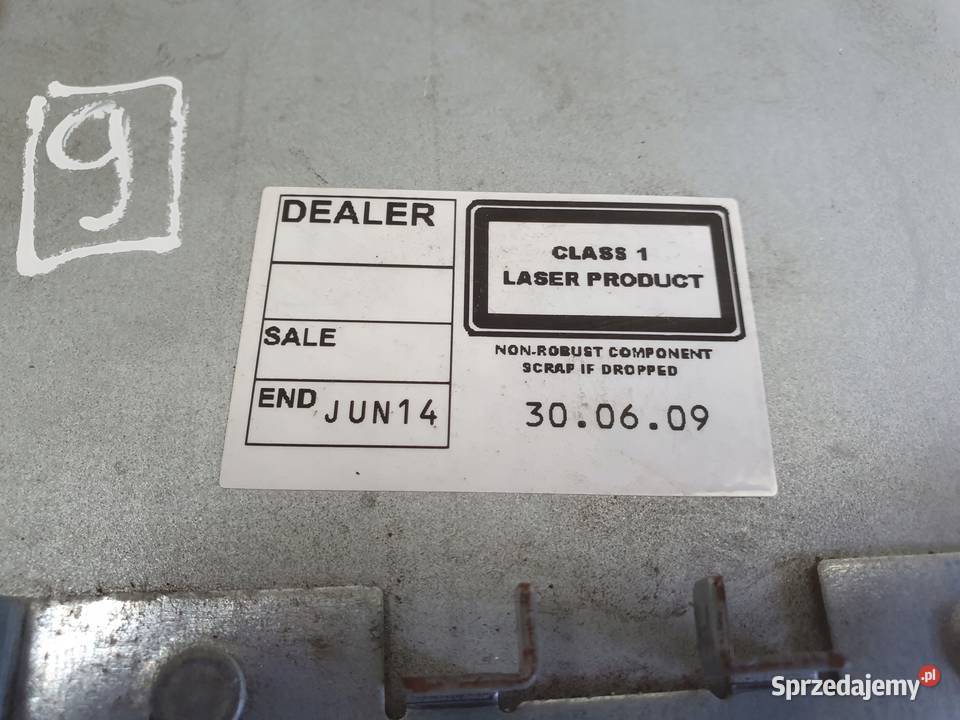 9
DEALER
SALE
END JUN14
CLASS 1
LASER PRODUCT
NON-ROBUST COMPONENT
SCRAP IF DROPPED
30.06.09
Sprzedajemy.pl